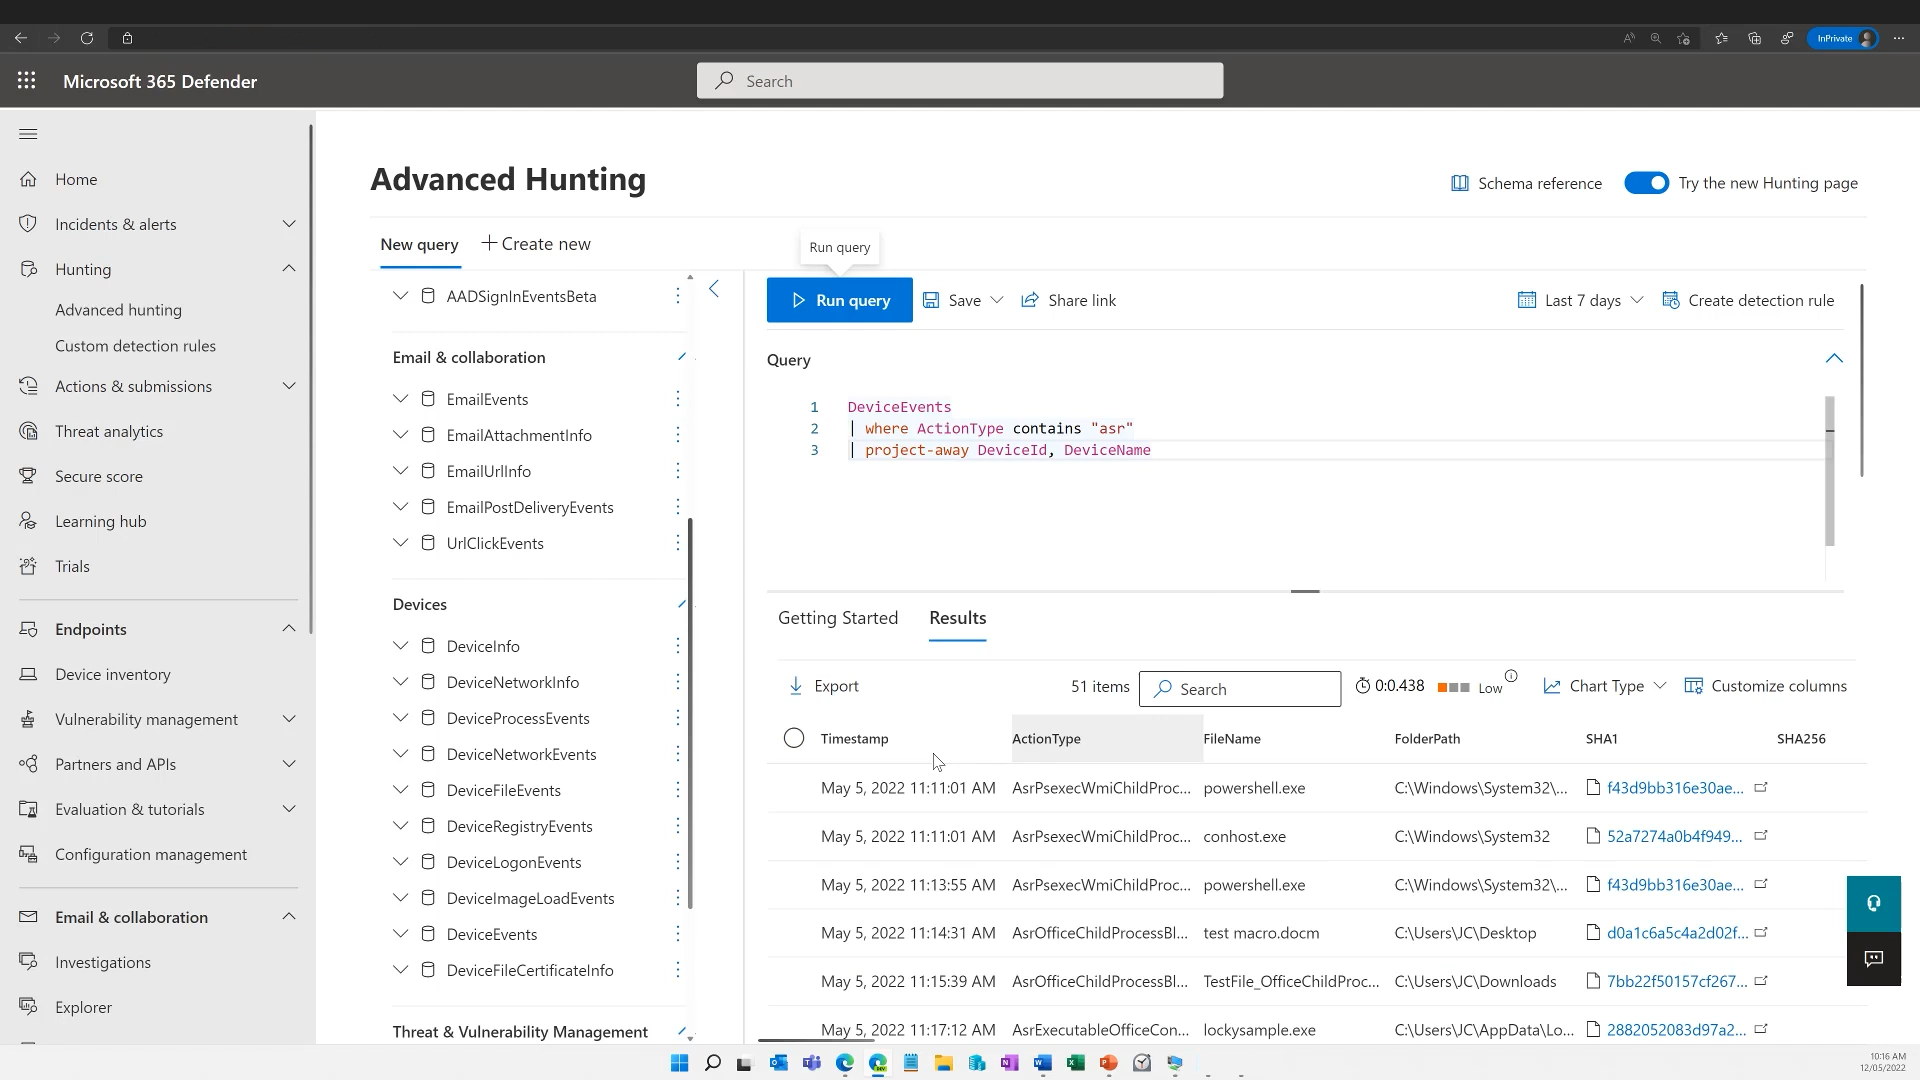 InPrivate
Microsoft 365 Defender
Search
Home
Incidents & alerts
Hunting
Advanced hunting
Custom detection rules
Actions & submissions
Threat analytics
Secure score
Learning hub
Trials
Endpoints
Device inventory
Vulnerability management
Partners and APIs
Evaluation & tutorials
Configuration management
Email & collaboration
Investigations
Explorer
Advanced Hunting
Schema reference
Try the new Hunting page
New query
Create new
AADSignInEventsBeta
Email & collaboration
EmailEvents
EmailAttachmentInfo
EmailUrlInfo
EmailPostDeliveryEvents
UrlClickEvents
Devices
DeviceInfo
DeviceNetworkInfo
DeviceProcessEvents
DeviceNetworkEvents
DeviceFileEvents
DeviceRegistryEvents
DeviceLogonEvents
DeviceImageLoadEvents
DeviceEvents
DeviceFileCertificateInfo
Threat & Vulnerability Management
Run query
Run query Save Share link Last 7 days Create detection rule
Query
1 DeviceEvents
2 | where ActionType contains "asr"
3 | project-away DeviceId, DeviceName
Getting Started Results
Export 51 items Search 0:0.438 Low Chart Type Customize columns
Timestamp ActionType FileName FolderPath SHA1 SHA256
May 5, 2022 11:11:01 AM AsrPsexecWmiChildProc... powershell.exe C:\Windows\System32\... f43d9bb316e30ae...
May 5, 2022 11:11:01 AM AsrPsexecWmiChildProc... conhost.exe C:\Windows\System32 52a7274a0b4f949...
May 5, 2022 11:13:55 AM AsrPsexecWmiChildProc... powershell.exe C:\Windows\System32\... f43d9bb316e30ae...
May 5, 2022 11:14:31 AM AsrOfficeChildProcessBl... test macro.docm C:\Users\JC\Desktop d0a1c6a5c4a2d02f...
May 5, 2022 11:15:39 AM AsrOfficeChildProcessBl... TestFile_OfficeChildProc... C:\Users\JC\Downloads 7bb22f50157cf267...
May 5, 2022 11:17:12 AM AsrExecutableOfficeCon... lockysample.exe C:\Users\JC\AppData\Lo... 2882052083d97a2...
10:16 AM
12/05/2022